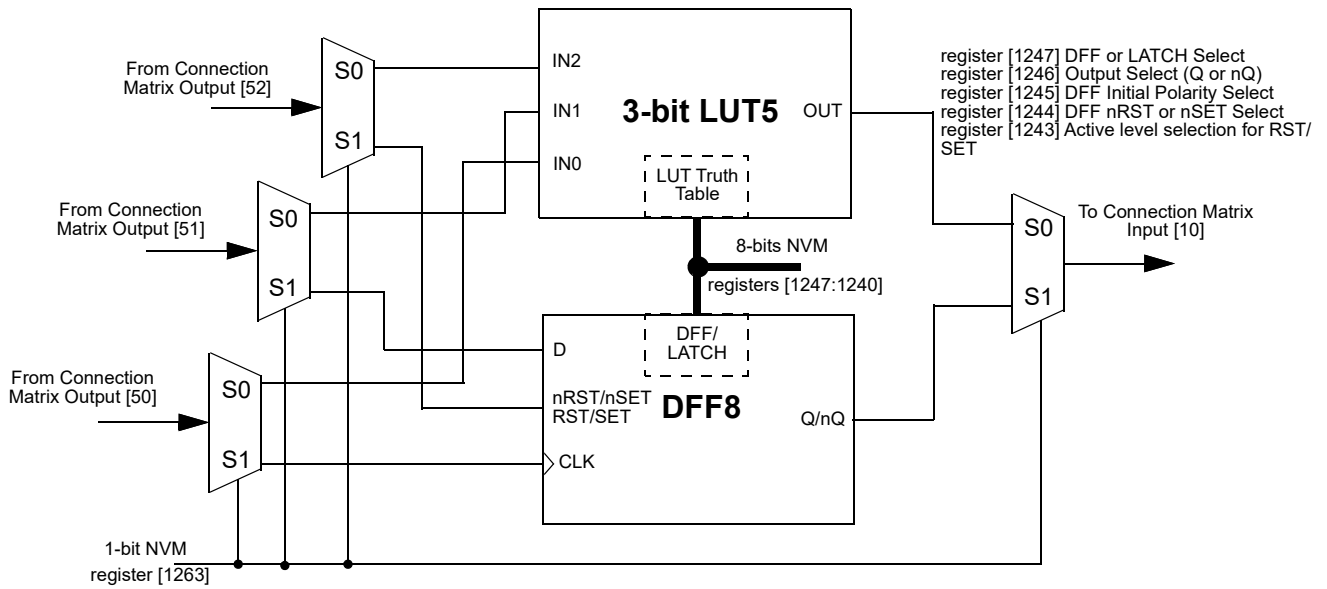 From Connection
Matrix Output [52]
S0
S1
IN2
IN1
IN0
3-bit LUT5
OUT
LUT Truth
Table
register [1247] DFF or LATCH Select
register [1246] Output Select (Q or nQ)
register [1245] DFF Initial Polarity Select
register [1244] DFF nRST or nSET Select
register [1243] Active level selection for RST/
SET
From Connection
Matrix Output [51]
S0
S1
8-bits NVM
registers [1247:1240]
S0
S1
To Connection Matrix
Input [10]
From Connection
Matrix Output [50]
S0
S1
DFF/
LATCH
D
nRST/nSET
RST/SET
DFF8
Q/nQ
CLK
1-bit NVM
register [1263]